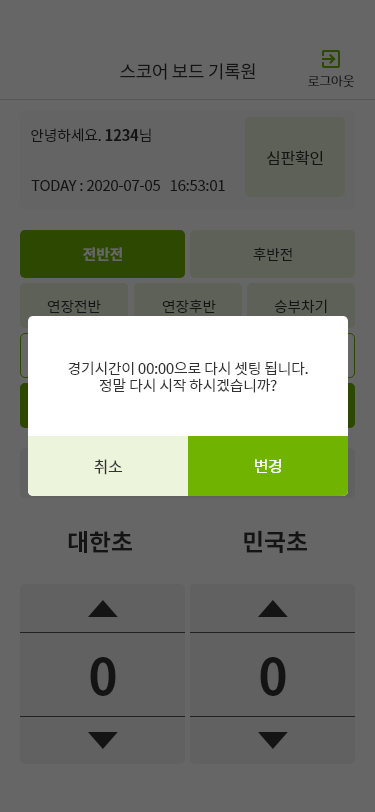 스코어 보드 기록원
로그아웃
안녕하세요. 1234님
TODAY : 2020-07-05 16:53:01
심판확인
전반전
후반전
연장전반
연장후반
승부차기
경기시간이 00:00으로 다시 셋팅 됩니다.
정말 다시 시작 하시겠습니까?
취소
변경
대한초
민국초
0
0